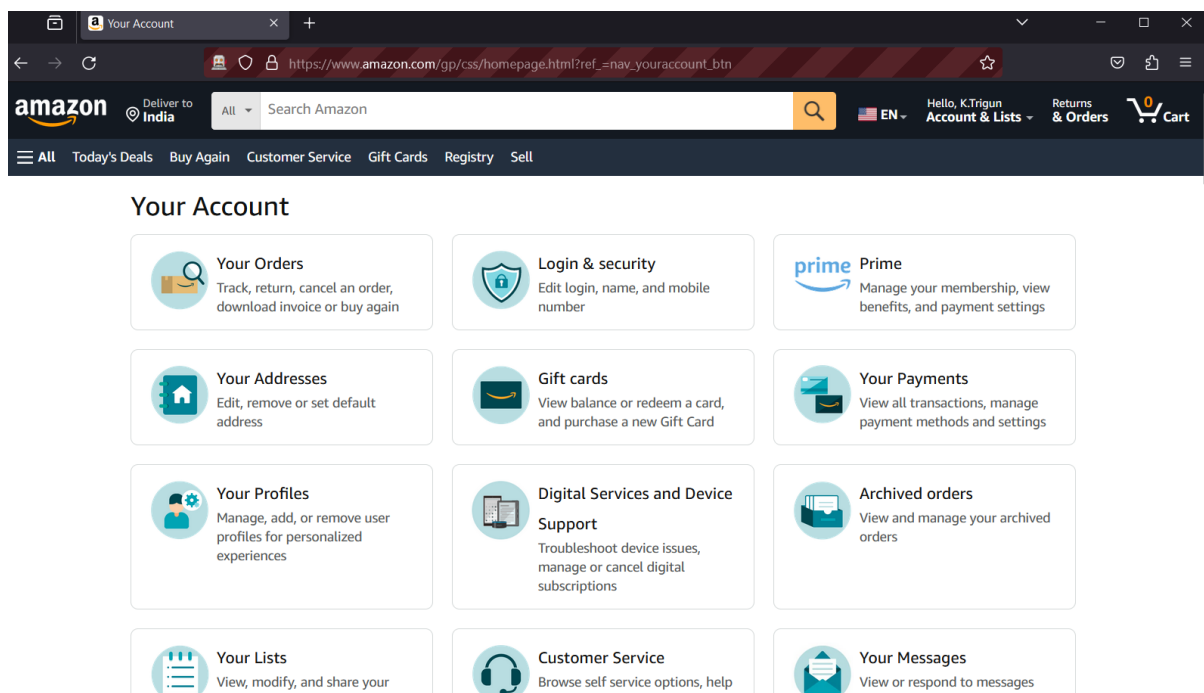 Your Account
https://www.amazon.com/gp/css/homepage.html?ref_=nav_youraccount_btn
amazon
Deliver to
India
All
Search Amazon
EN
Hello, K.Trigun
Account & Lists
Returns
& Orders
0
Cart
All Today's Deals Buy Again Customer Service Gift Cards Registry Sell
Your Account
Your Orders
Track, return, cancel an order,
download invoice or buy again
Login & security
Edit login, name, and mobile
number
prime
Prime
Manage your membership, view
benefits, and payment settings
Your Addresses
Edit, remove or set default
address
Gift cards
View balance or redeem a card,
and purchase a new Gift Card
Your Payments
View all transactions, manage
payment methods and settings
Your Profiles
Manage, add, or remove user
profiles for personalized
experiences
Digital Services and Device
Support
Troubleshoot device issues,
manage or cancel digital
subscriptions
Archived orders
View and manage your archived
orders
Your Lists
View, modify, and share your
Customer Service
Browse self service options, help
Your Messages
View or respond to messages